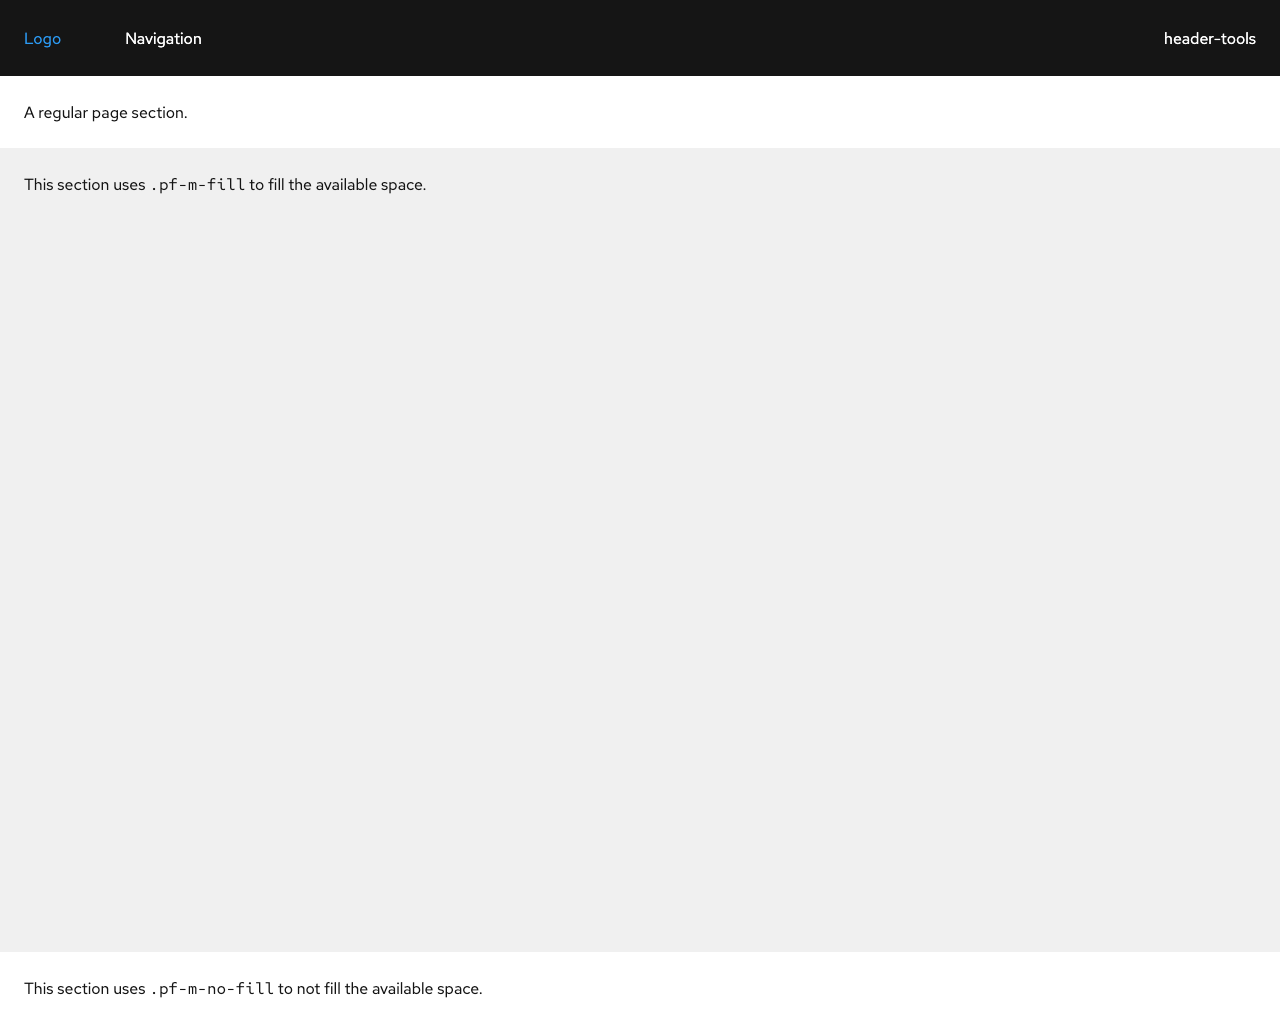 Logo Navigation header-tools
A regular page section.
This section uses .pf-m-fill to fill the available space.
This section uses .pf-m-no-fill to not fill the available space.